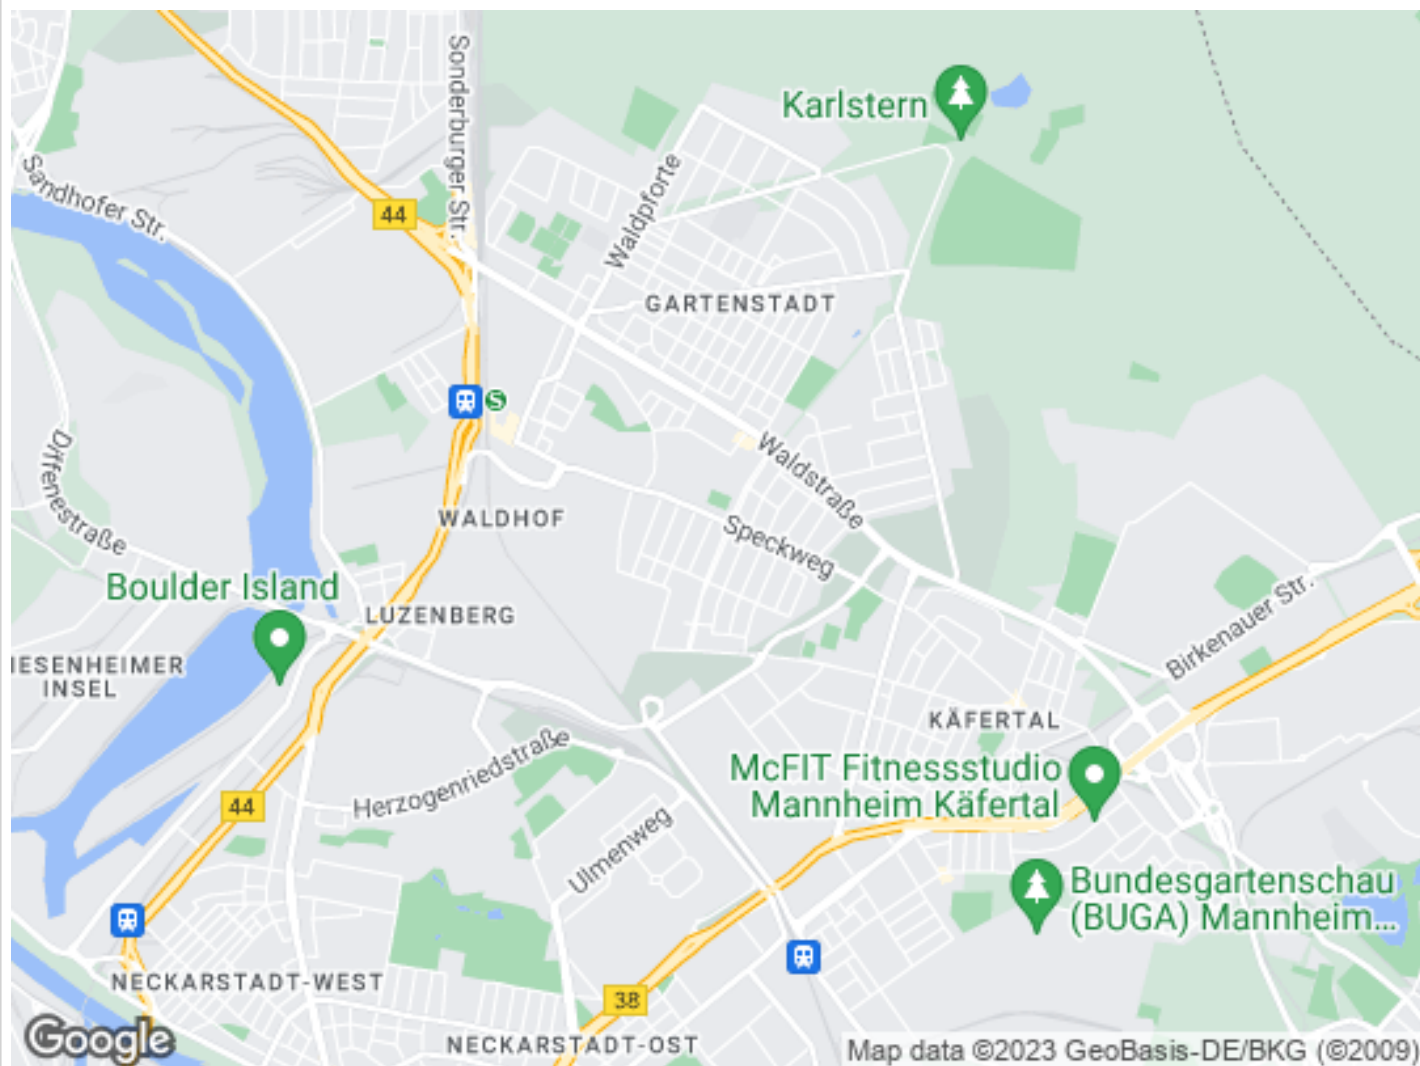 Sonderburger Str.
Karlstern
Sandhofer Str.
44
Waldpforte
GARTENSTADT
S
Diffenestraße
Waldstraße
WALDHOF
Speckweg
Boulder Island
LUZENBERG
Birkenauer Str.
IESENHEIMER
INSEL
KÄFERTAL
Herzogenriedstraße
McFIT Fitnessstudio
Mannheim Käfertal
44
Ulmenweg
Bundesgartenschau
(BUGA) Mannheim...
NECKARSTADT-WEST
38
Google
NECKARSTADT-OST
Map data ©2023 GeoBasis-DE/BKG (©2009)